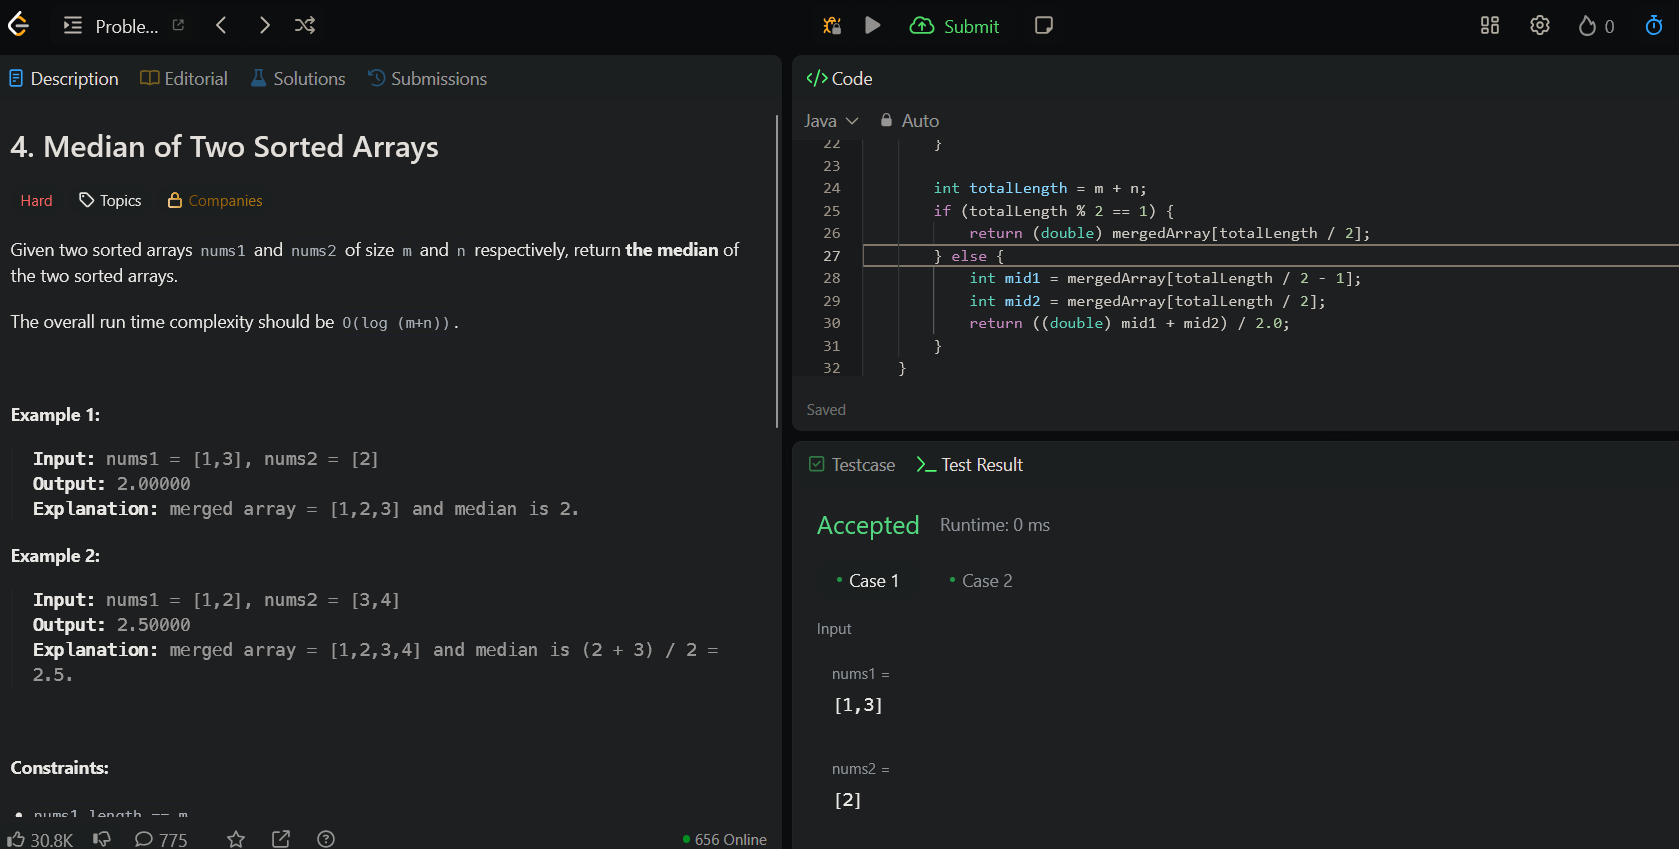 Proble...
Submit
0
Description
Editorial
Solutions
Submissions
4. Median of Two Sorted Arrays
Hard
Topics
Companies
Given two sorted arrays nums1 and nums2 of size m and n respectively, return the median of
the two sorted arrays.
The overall run time complexity should be O(log (m+n)).
Example 1:
Input: nums1 = [1,3], nums2 = [2]
Output: 2.00000
Explanation: merged array = [1,2,3] and median is 2.
Example 2:
Input: nums1 = [1,2], nums2 = [3,4]
Output: 2.50000
Explanation: merged array = [1,2,3,4] and median is (2 + 3) / 2 =
2.5.
Constraints:
nums1.length == m
30.8K
775
656 Online
</>Code
Java
Auto
22 }
23
24 int totalLength = m + n;
25 if (totalLength % 2 == 1) {
26 return (double) mergedArray[totalLength / 2];
27 } else {
28 int mid1 = mergedArray[totalLength / 2 - 1];
29 int mid2 = mergedArray[totalLength / 2];
30 return ((double) mid1 + mid2) / 2.0;
31 }
32 }
Saved
Testcase
>_ Test Result
Accepted
Runtime: 0 ms
• Case 1
• Case 2
Input
nums1 =
[1,3]
nums2 =
[2]